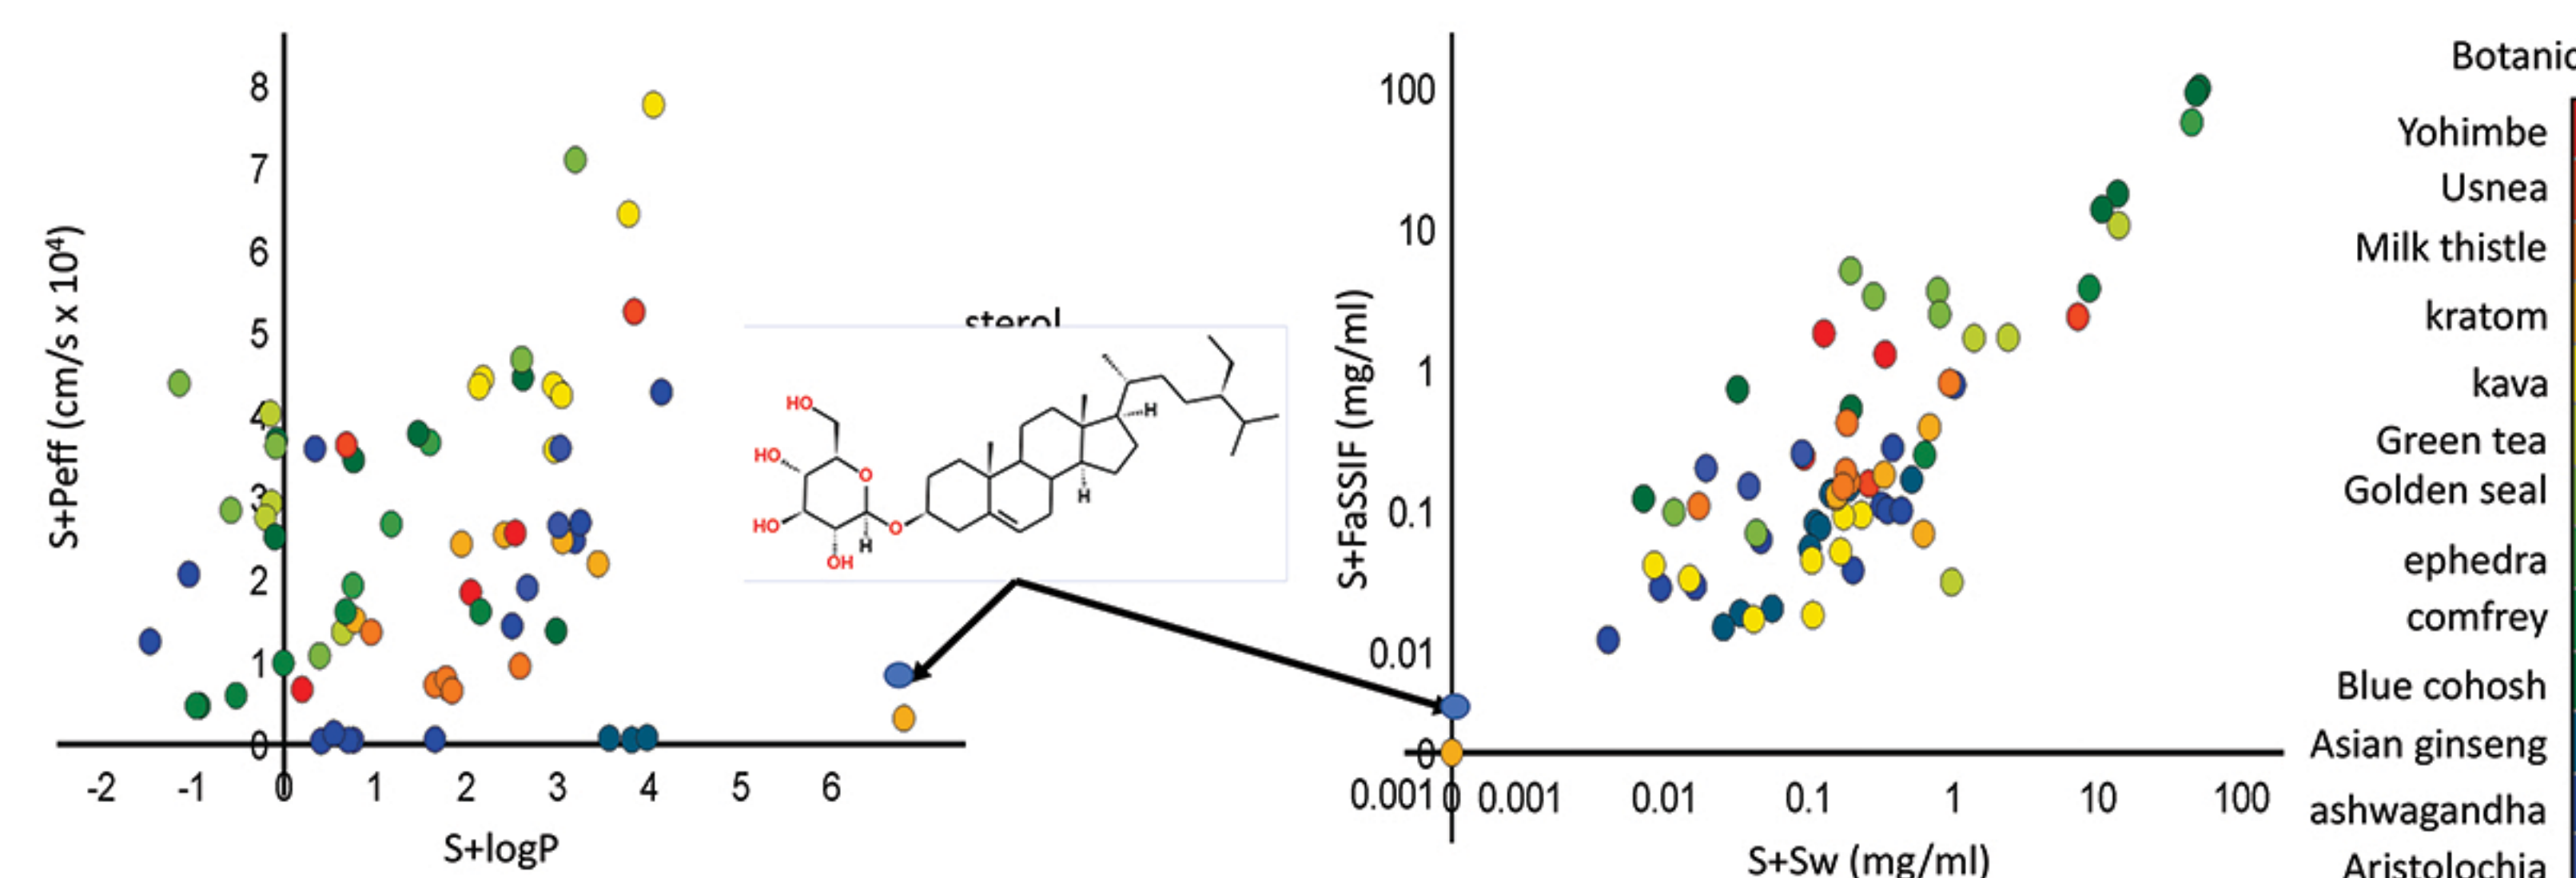 8
7
6
5
4
3
2
1
0
-2 -1 0 1 2 3 4 5 6
S+Peff (cm/s x 10⁴)
S+logP
sterol
HO
HO
HO
OH
O
O
H
H
H
100
10
1
0.1
0.01
0
0.001 0 0.001 0.01 0.1 1 10 100
S+FaSSIF (mg/ml)
S+Sw (mg/ml)
Yohimbe
Usnea
Milk thistle
kratom
kava
Green tea
Golden seal
ephedra
comfrey
Blue cohosh
Asian ginseng
ashwagandha
Aristolochia